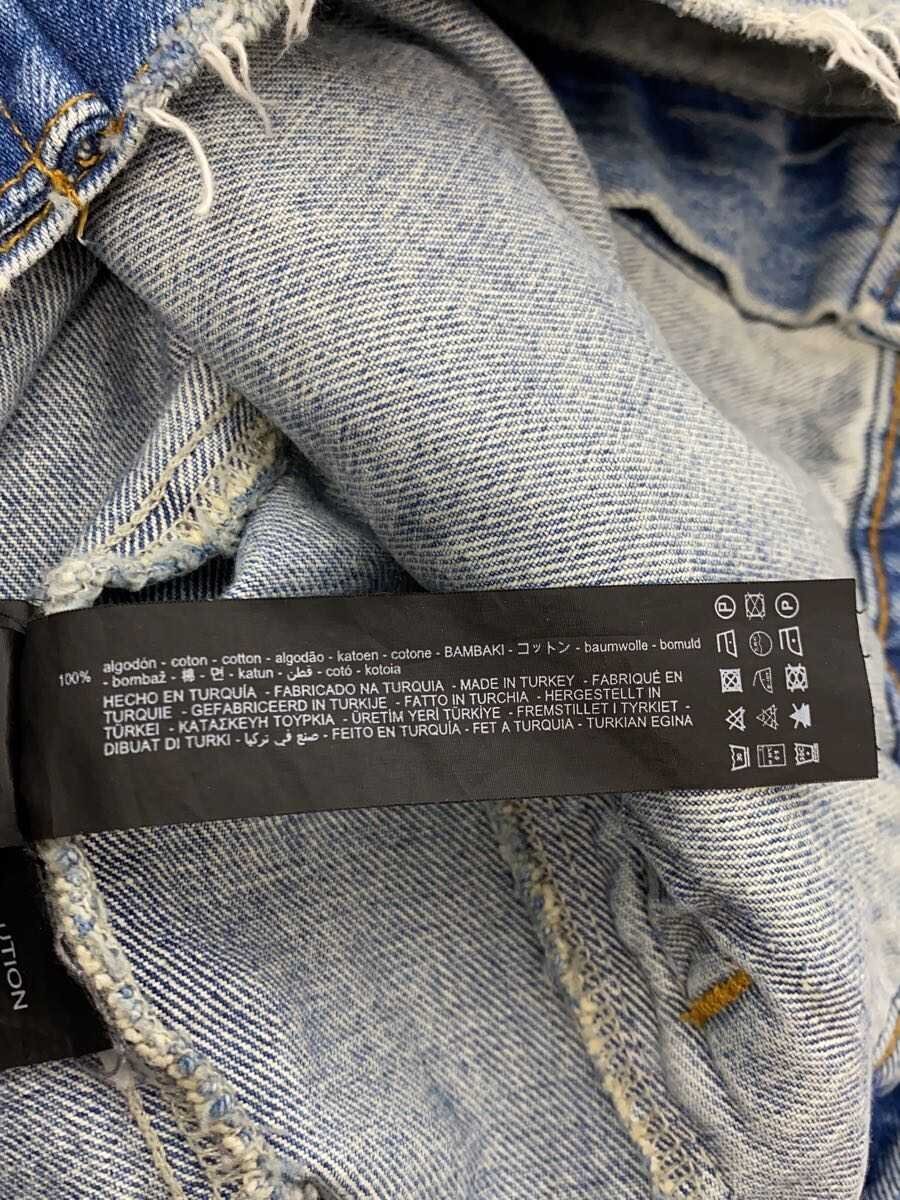 100% algodón - coton - cotton - algodão - katoen - cotone - BAMBAKI - コットン - baumwolle - bomuld
- bombaž - 棉 - 면 - katun - قطن - cotó - kotoia
HECHO EN TURQUÍA - FABRICADO NA TURQUIA - MADE IN TURKEY - FABRIQUÉ EN
TURQUIE - GEFABRICEERD IN TURKIJE - FATTO IN TURCHIA - HERGESTELLT IN
TÜRKEI - ΚΑΤΑΣΚΕΥΗ ΤΟΥΡΚΙΑ - ÜRETİM YERİ TÜRKİYE - FREMSTILLET I TYRKIET -
DIBUAT DI TURKI - صنع في تركيا - FEITO EN TURQUÍA - FET A TURQUIA - TURKIAN EGINA
P P
UTION